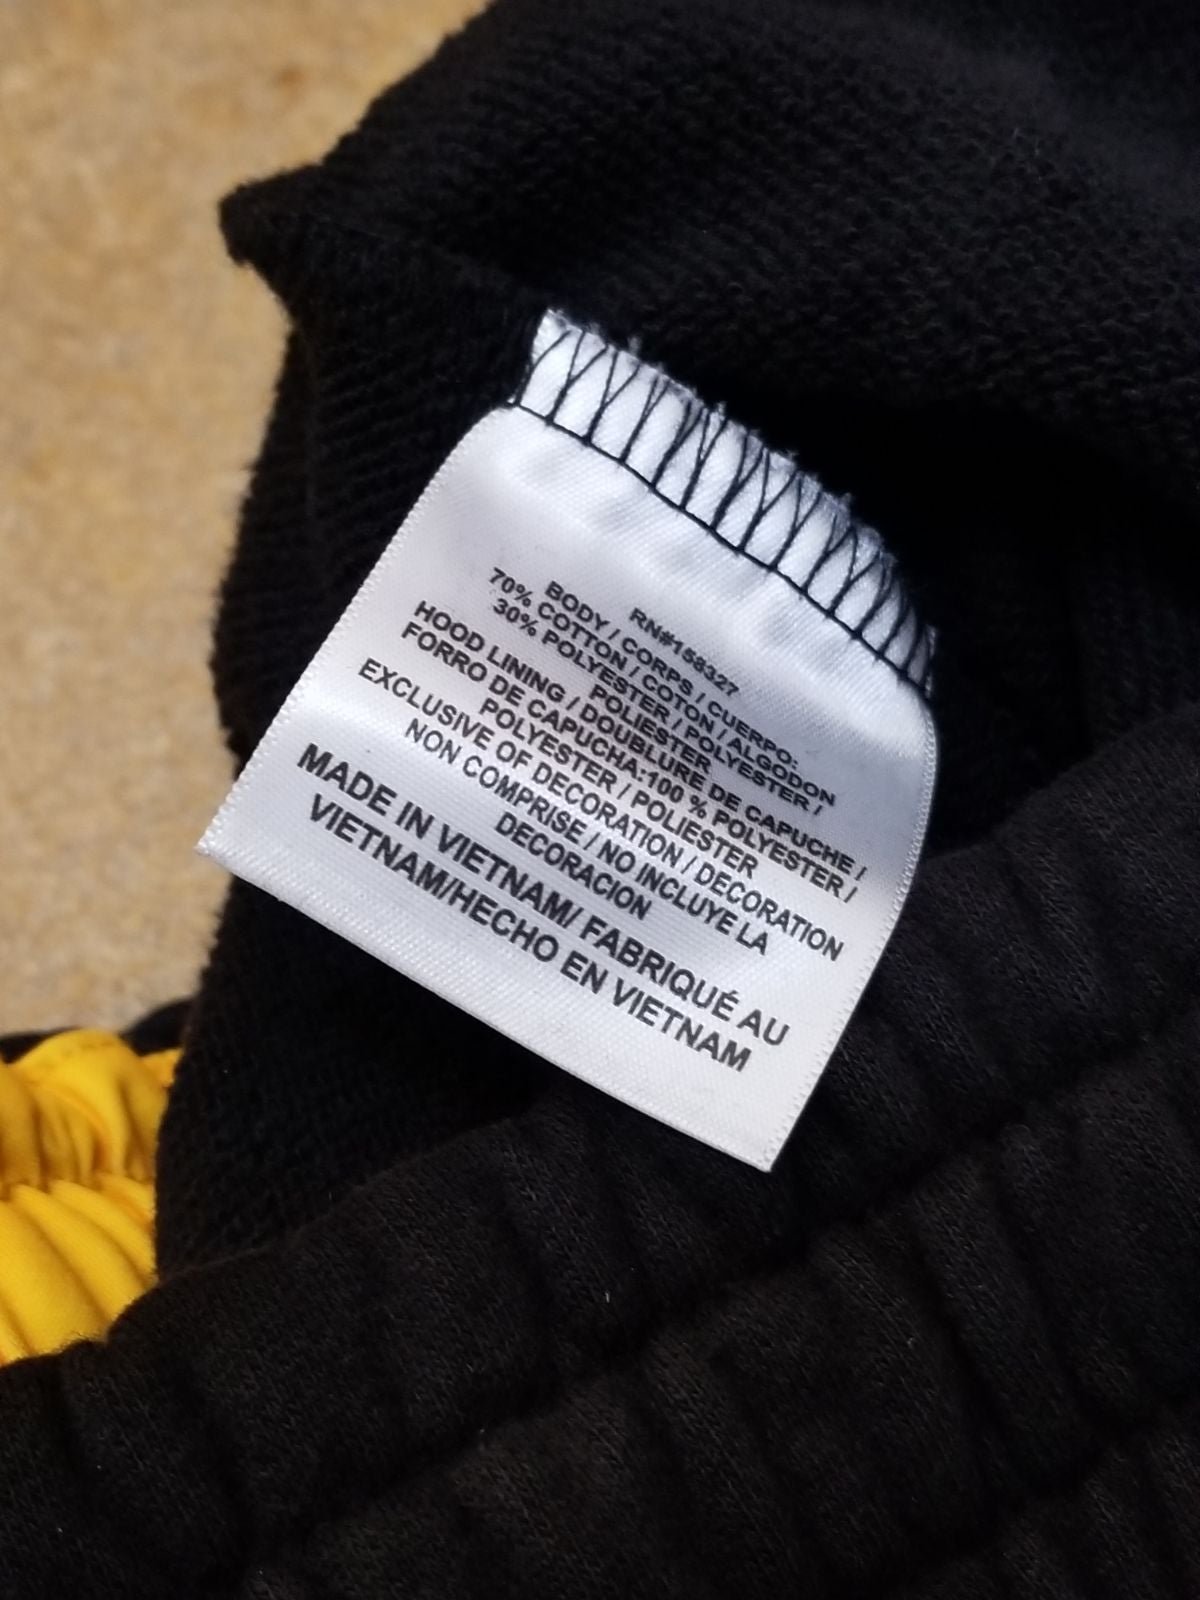 RN#158327
BODY / CORPS / CUERPO:
70% COTTON / COTON / ALGODON
30% POLYESTER / POLYESTER /
POLIÉSTER
HOOD LINING / DOUBLURE DE CAPUCHE /
FORRO DE CAPUCHA:100 % POLYESTER /
POLYESTER / POLIESTER
EXCLUSIVE OF DECORATION / DECORATION
NON COMPRISE / NO INCLUYE LA
DECORACION
MADE IN VIETNAM/ FABRIQUÉ AU
VIETNAM/HECHO EN VIETNAM